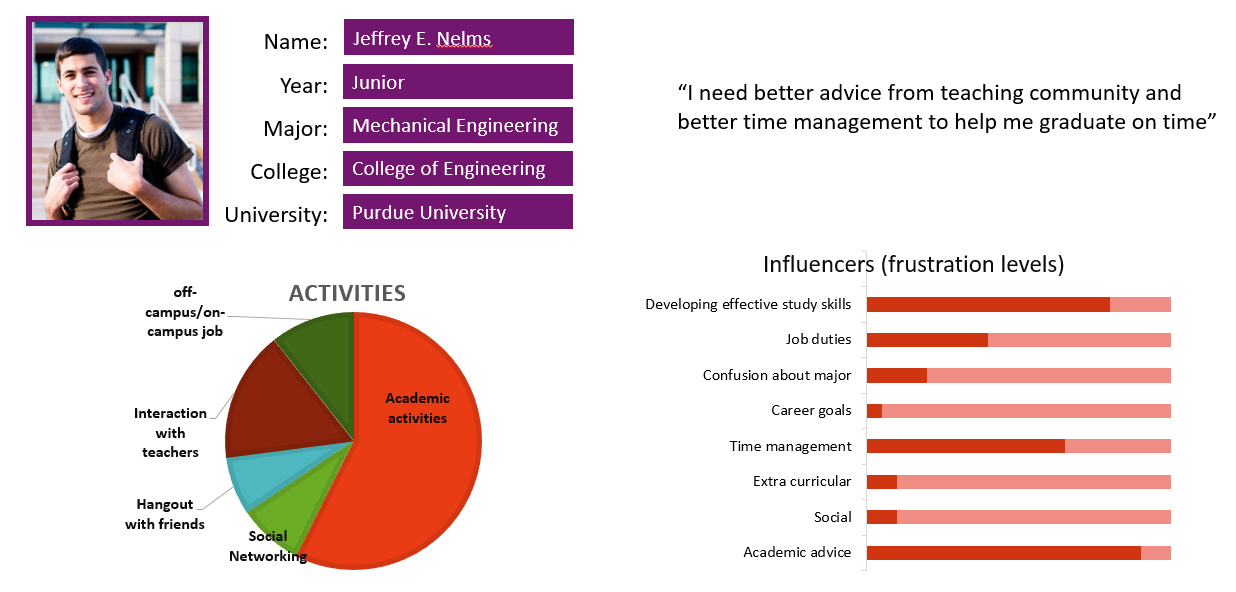 Name: Jeffrey E. Nelms
Year: Junior
Major: Mechanical Engineering
College: College of Engineering
University: Purdue University
“I need better advice from teaching community and
better time management to help me graduate on time”
ACTIVITIES
off-
campus/on-
campus job
Academic
activities
Interaction
with
teachers
Hangout
with friends
Social
Networking
Influencers (frustration levels)
Developing effective study skills
Job duties
Confusion about major
Career goals
Time management
Extra curricular
Social
Academic advice